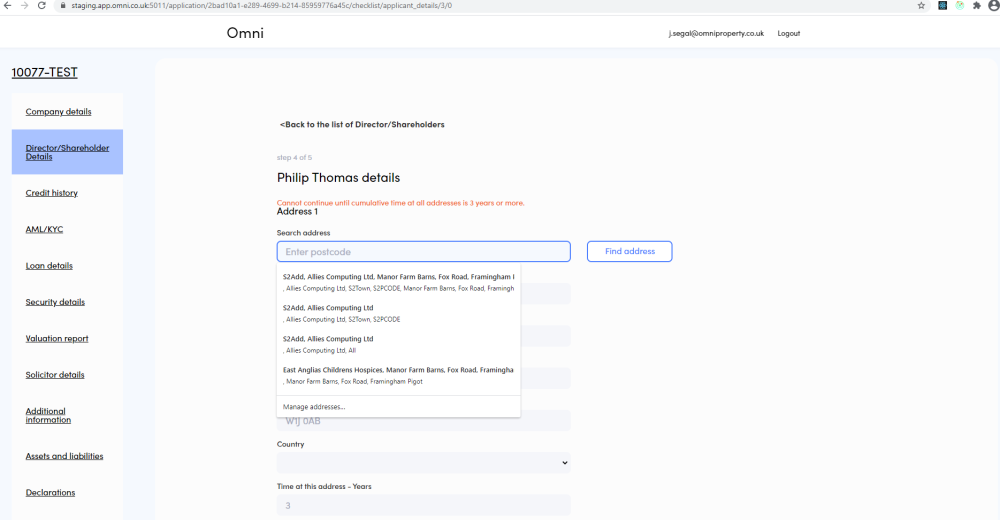 staging.app.omni.co.uk:5011/application/2bad10a1-e289-4699-b214-85959776a45c/checklist/applicant_details/3/0
Omni
j.segal@omniproperty.co.uk Logout
10077-TEST
Company details
Director/Shareholder
Details
Credit history
AML/KYC
Loan details
Security details
Valuation report
Solicitor details
Additional
information
Assets and liabilities
Declarations
<Back to the list of Director/Shareholders
step 4 of 5
Philip Thomas details
Cannot continue until cumulative time at all addresses is 3 years or more.
Address 1
Search address
Enter postcode
Find address
S2Add, Allies Computing Ltd, Manor Farm Barns, Fox Road, Framingham
, Allies Computing Ltd, S2Town, S2PCODE, Manor Farm Barns, Fox Road, Framingh
S2Add, Allies Computing Ltd
, Allies Computing Ltd, S2Town, S2PCODE
S2Add, Allies Computing Ltd
, Allies Computing Ltd, All
East Anglias Childrens Hospices, Manor Farm Barns, Fox Road, Framingha
, Manor Farm Barns, Fox Road, Framingham Pigot
Manage addresses...
W1J 0AB
Country
Time at this address - Years
3